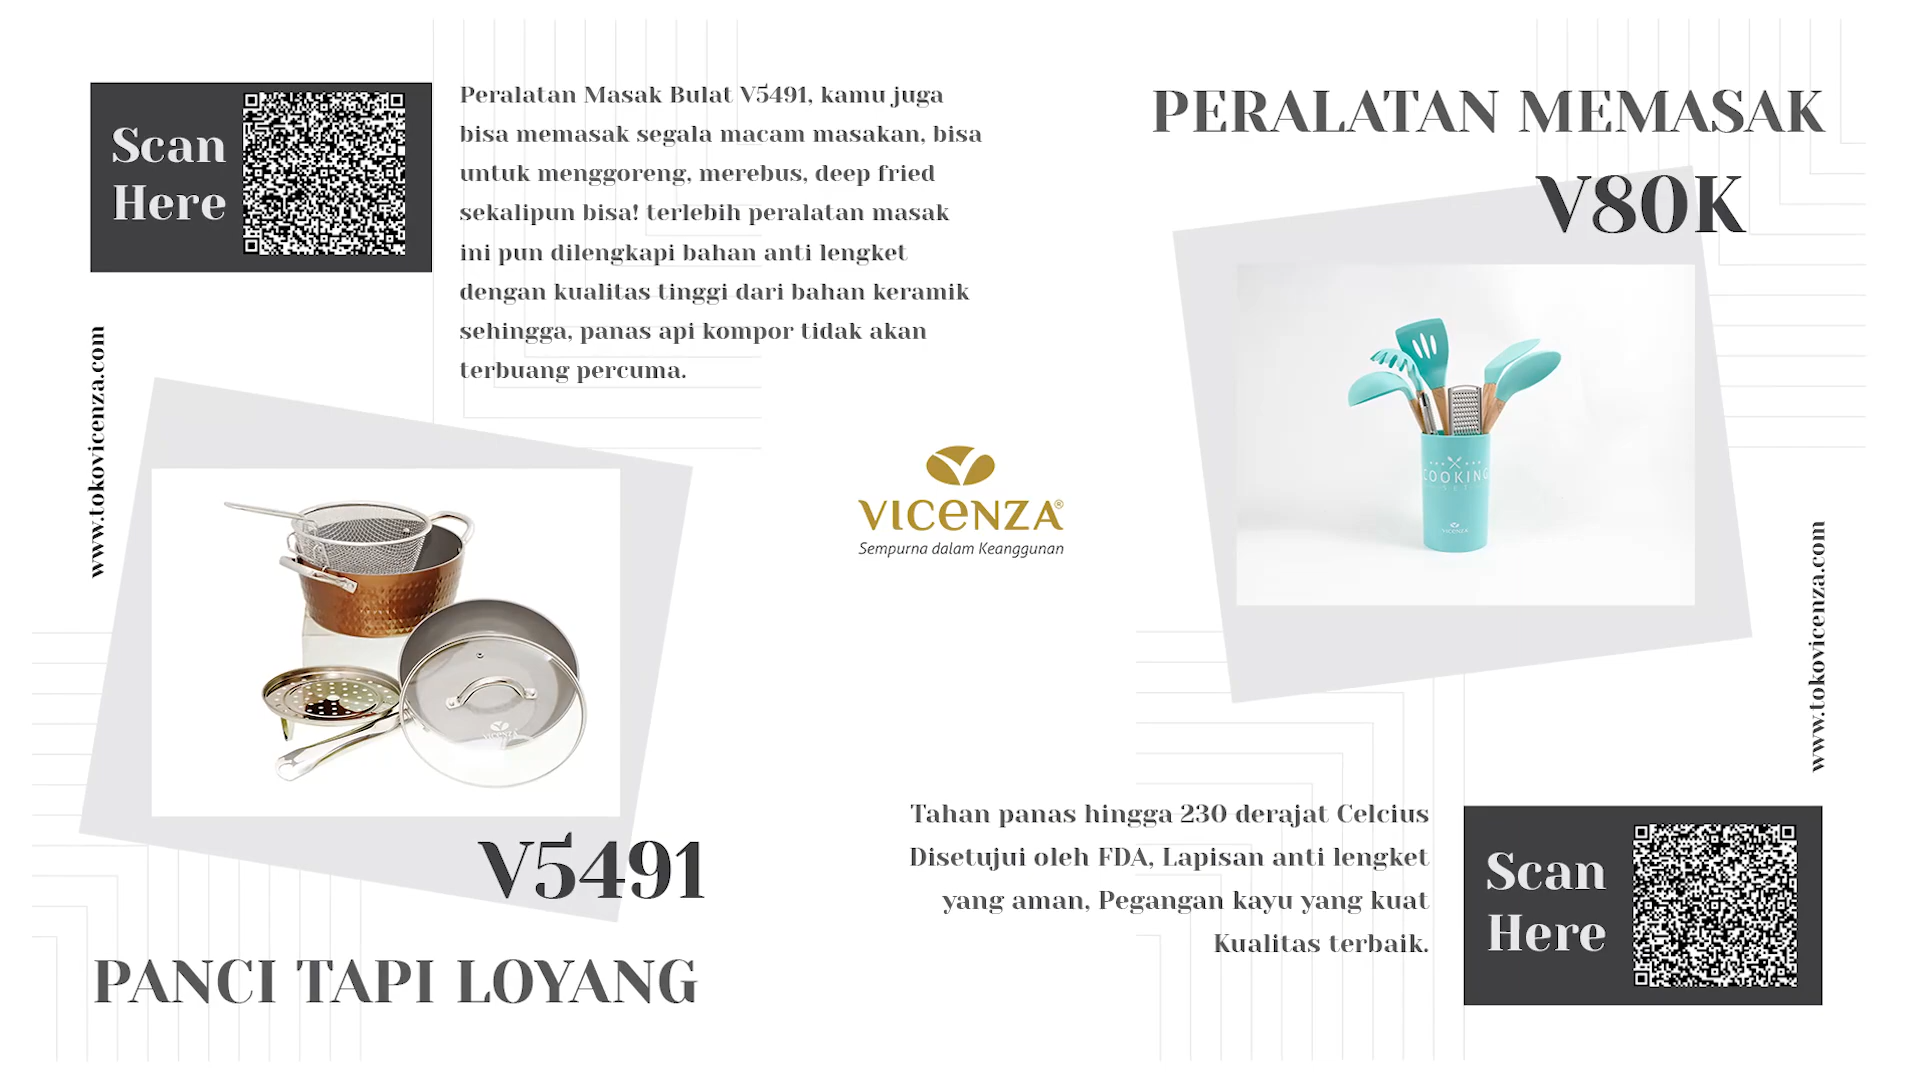 Scan
Here
Peralatan Masak Bulat V5491, kamu juga
bisa memasak segala macam masakan, bisa
untuk menggoreng, merebus, deep fried
sekalipun bisa! terlebih peralatan masak
ini pun dilengkapi bahan anti lengket
dengan kualitas tinggi dari bahan keramik
sehingga, panas api kompor tidak akan
terbuang percuma.
www.tokovicenza.com
VICENZA
V5491
PANCI TAPI LOYANG
VICENZA®
Sempurna dalam Keanggunan
PERALATAN MEMASAK
V80K
COOKING
VICENZA
www.tokovicenza.com
Tahan panas hingga 230 derajat Celcius
Disetujui oleh FDA, Lapisan anti lengket
yang aman, Pegangan kayu yang kuat
Kualitas terbaik.
Scan
Here